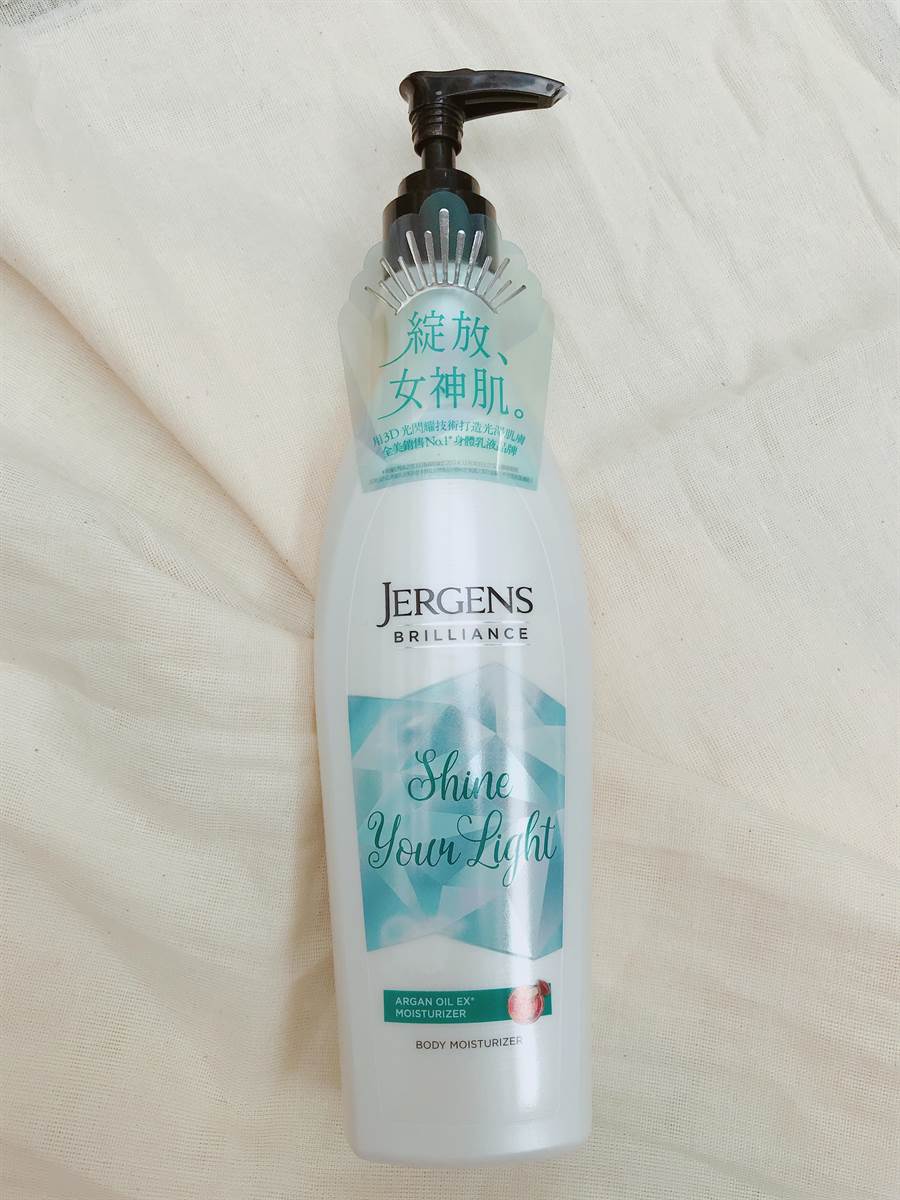 綻放、
女神肌。
3D光閃耀技術打造光澤肌膚
全美銷售No.1*身體乳液品牌
JERGENS
BRILLIANCE
Shine
Your Light
ARGAN OIL EX*
MOISTURIZER
BODY MOISTURIZER